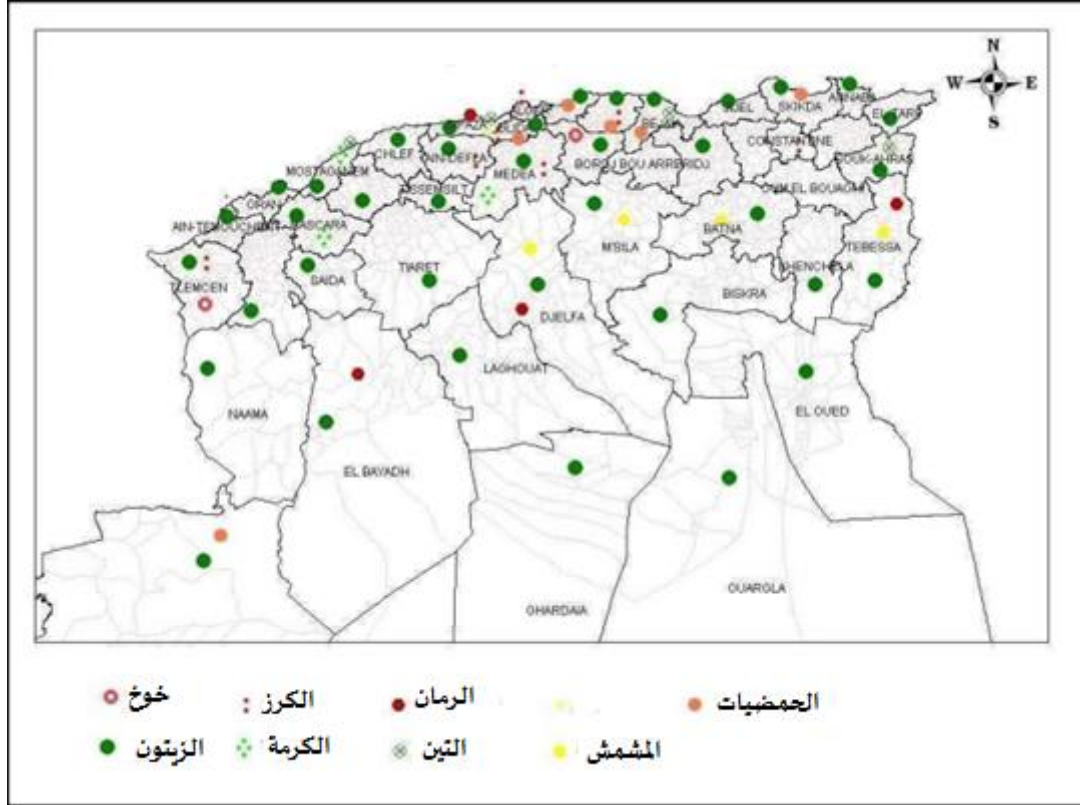 N
W E
S
SKIKDA
ANNABA
EL TARF
CHLEF
AIN-DEFLA
MEDEA
BORDJ BOU ARRERIDJ
CONSTANTINE
SOUK-AHRAS
MOSTAGANEM
TISSEMSILT
OUM EL BOUAGHI
ORAN
AIN-TEMOUCHENT
MASCARA
M'SILA
BATNA
TEBESSA
TLEMCEN
SAIDA
TIARET
KHENCHELA
BISKRA
DJELFA
LAGHOUAT
NAAMA
EL OUED
EL BAYADH
OUARGLA
GHARDAIA
خوخ الكرز الرمان الحمضيات
الزيتون الكرمة التين المشمش